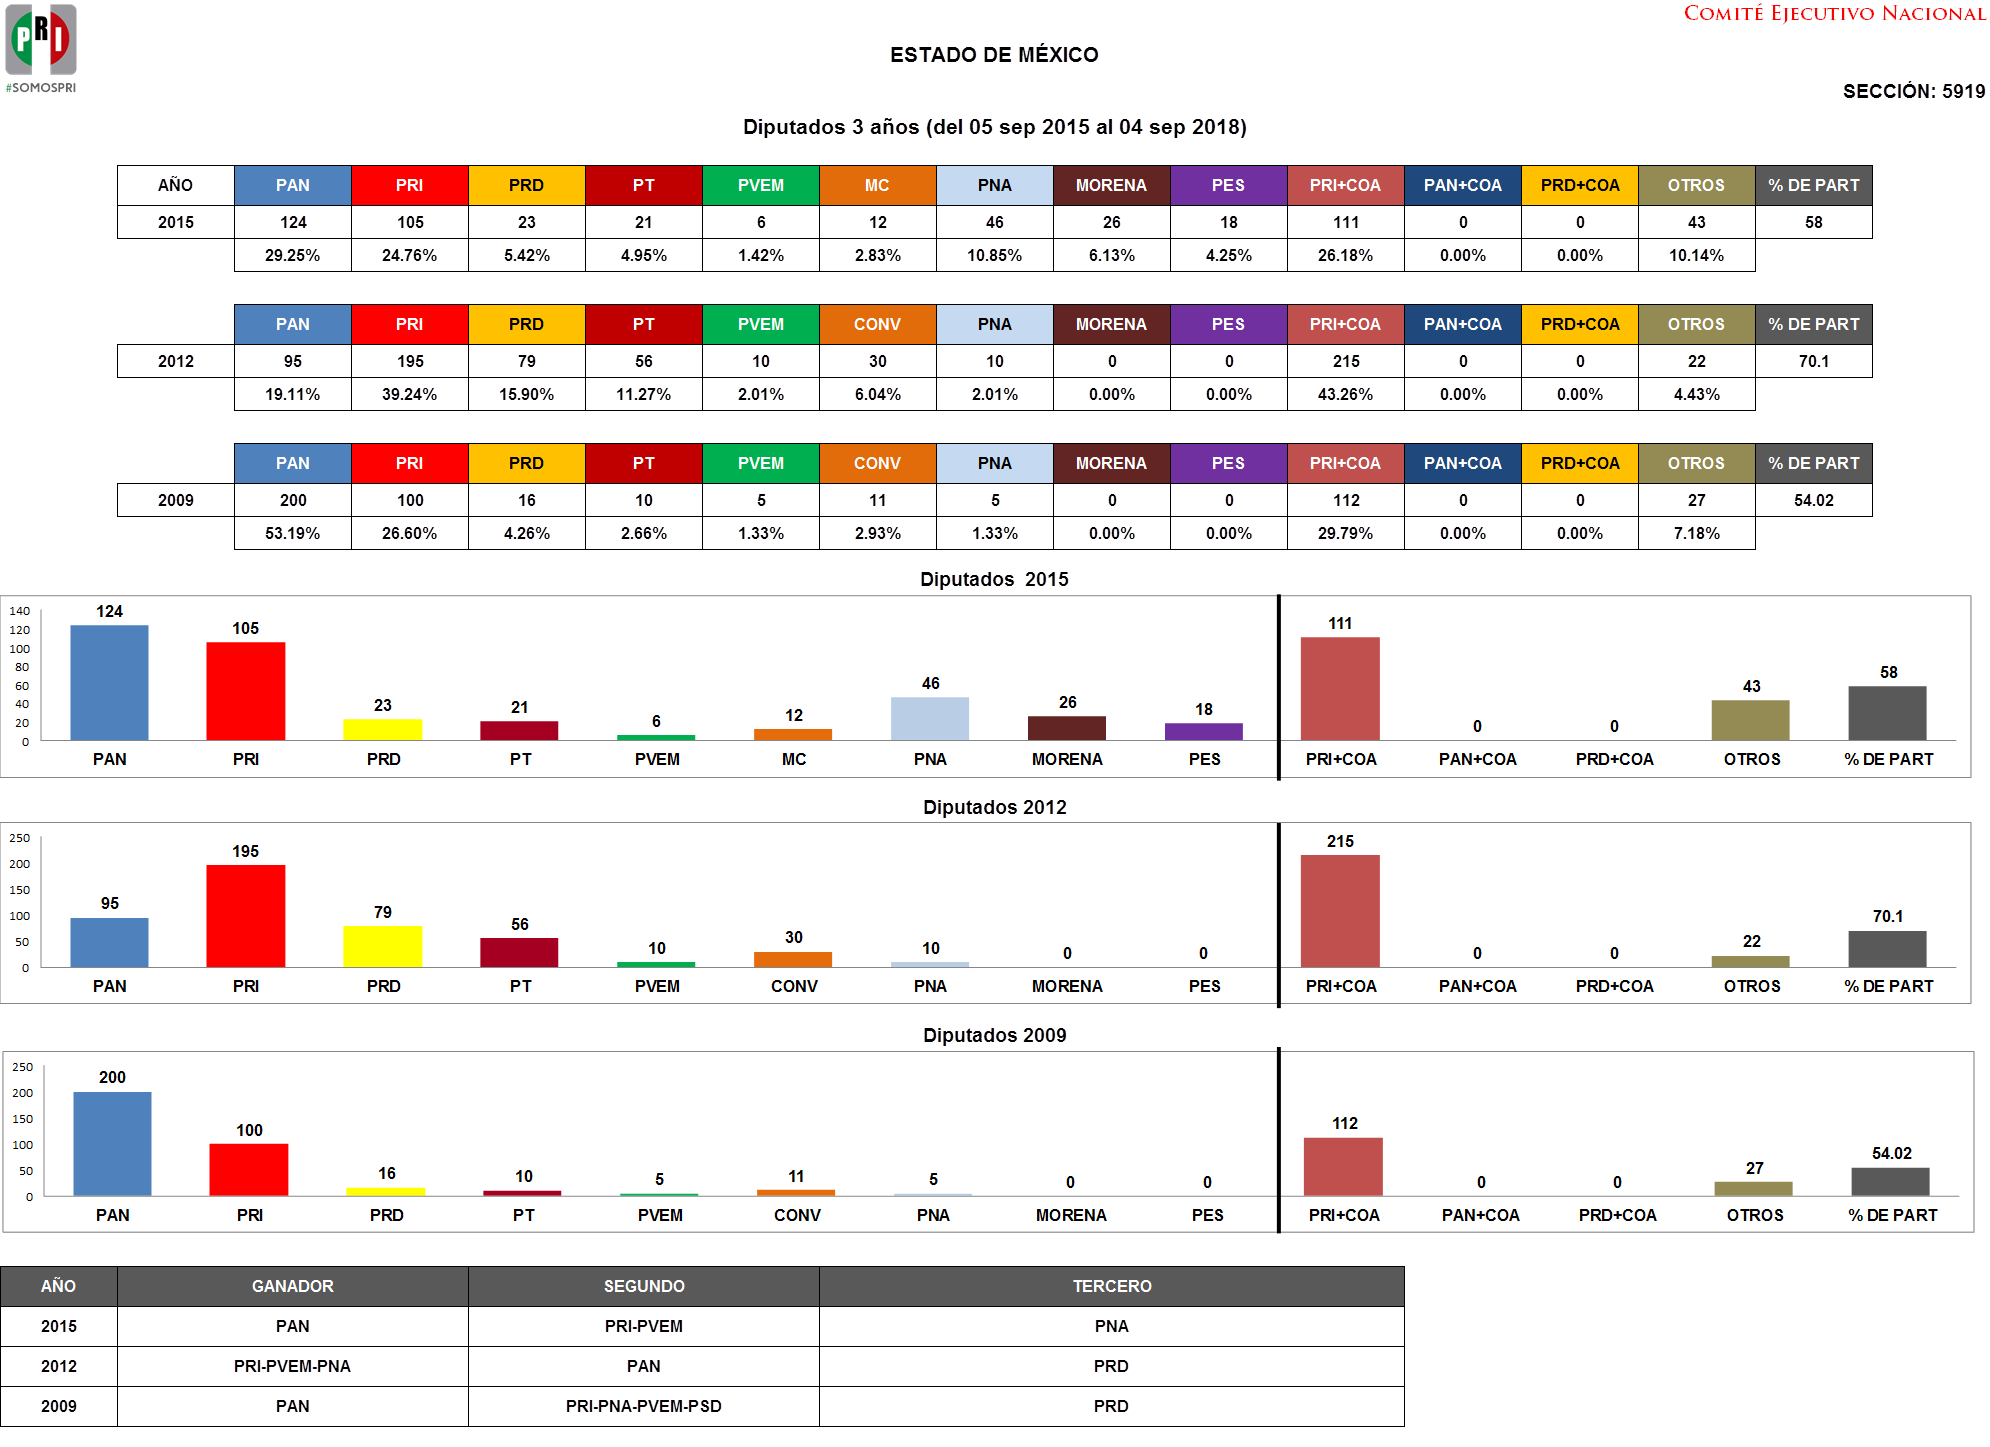 PRI
#SOMOSPRI
COMITÉ EJECUTIVO NACIONAL
ESTADO DE MÉXICO
SECCIÓN: 5919
Diputados 3 años (del 05 sep 2015 al 04 sep 2018)
AÑO PAN PRI PRD PT PVEM MC PNA MORENA PES PRI+COA PAN+COA PRD+COA OTROS % DE PART
2015 124 105 23 21 6 12 46 26 18 111 0 0 43 58
29.25% 24.76% 5.42% 4.95% 1.42% 2.83% 10.85% 6.13% 4.25% 26.18% 0.00% 0.00% 10.14%
PAN PRI PRD PT PVEM CONV PNA MORENA PES PRI+COA PAN+COA PRD+COA OTROS % DE PART
2012 95 195 79 56 10 30 10 0 0 215 0 0 22 70.1
19.11% 39.24% 15.90% 11.27% 2.01% 6.04% 2.01% 0.00% 0.00% 43.26% 0.00% 0.00% 4.43%
PAN PRI PRD PT PVEM CONV PNA MORENA PES PRI+COA PAN+COA PRD+COA OTROS % DE PART
2009 200 100 16 10 5 11 5 0 0 112 0 0 27 54.02
53.19% 26.60% 4.26% 2.66% 1.33% 2.93% 1.33% 0.00% 0.00% 29.79% 0.00% 0.00% 7.18%
Diputados 2015
140
120
100
80
60
40
20
0
124 105 23 21 6 12 46 26 18 111 0 0 43 58
PAN PRI PRD PT PVEM MC PNA MORENA PES PRI+COA PAN+COA PRD+COA OTROS % DE PART
Diputados 2012
250
200
150
100
50
0
95 195 79 56 10 30 10 0 0 215 0 0 22 70.1
PAN PRI PRD PT PVEM CONV PNA MORENA PES PRI+COA PAN+COA PRD+COA OTROS % DE PART
Diputados 2009
250
200
150
100
50
0
200 100 16 10 5 11 5 0 0 112 0 0 27 54.02
PAN PRI PRD PT PVEM CONV PNA MORENA PES PRI+COA PAN+COA PRD+COA OTROS % DE PART
AÑO GANADOR SEGUNDO TERCERO
2015 PAN PRI-PVEM PNA
2012 PRI-PVEM-PNA PAN PRD
2009 PAN PRI-PNA-PVEM-PSD PRD